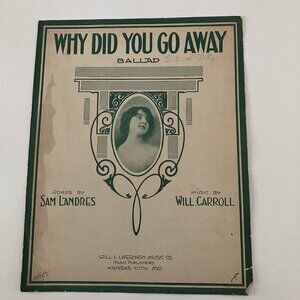 WHY DID YOU GO AWAY
BALLAD
WORDS BY
SAM LANDRES
MUSIC BY
WILL CARROLL
WILL L. LIVERNASH MUSIC CO
MUSIC PUBLISHERS
KANSAS CITY, MO.